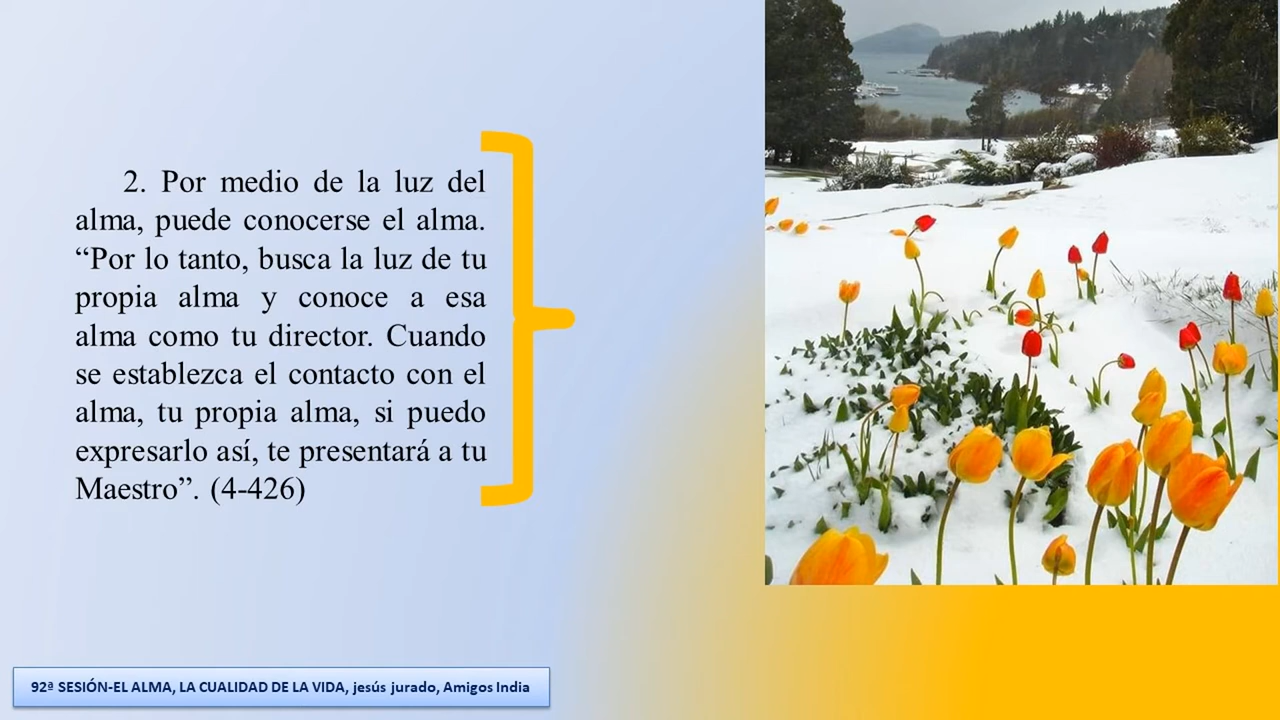 2. Por medio de la luz del
alma, puede conocerse el alma.
“Por lo tanto, busca la luz de tu
propia alma y conoce a esa
alma como tu director. Cuando
se establezca el contacto con el
alma, tu propia alma, si puedo
expresarlo así, te presentará a tu
Maestro”. (4-426)
92ª SESIÓN-EL ALMA, LA CUALIDAD DE LA VIDA, jesús jurado, Amigos India